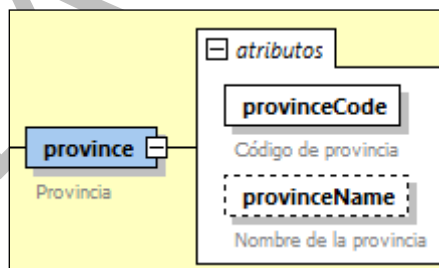 atributos
provinceCode
Código de provincia
province
Provincia
provinceName
Nombre de la provincia